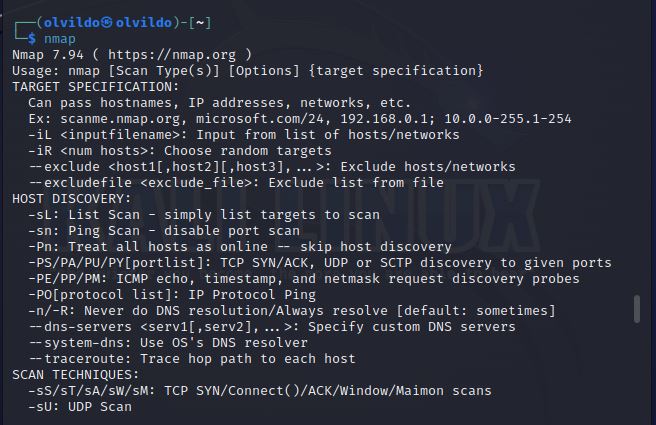 ┌──(olvildo㉿olvildo)-[~]
└─$ nmap
Nmap 7.94 ( https://nmap.org )
Usage: nmap [Scan Type(s)] [Options] {target specification}
TARGET SPECIFICATION:
  Can pass hostnames, IP addresses, networks, etc.
  Ex: scanme.nmap.org, microsoft.com/24, 192.168.0.1; 10.0.0-255.1-254
  -iL <inputfilename>: Input from list of hosts/networks
  -iR <num hosts>: Choose random targets
  --exclude <host1[,host2][,host3],...>: Exclude hosts/networks
  --excludefile <exclude_file>: Exclude list from file
HOST DISCOVERY:
  -sL: List Scan - simply list targets to scan
  -sn: Ping Scan - disable port scan
  -Pn: Treat all hosts as online -- skip host discovery
  -PS/PA/PU/PY[portlist]: TCP SYN/ACK, UDP or SCTP discovery to given ports
  -PE/PP/PM: ICMP echo, timestamp, and netmask request discovery probes
  -PO[protocol list]: IP Protocol Ping
  -n/-R: Never do DNS resolution/Always resolve [default: sometimes]
  --dns-servers <serv1[,serv2],...>: Specify custom DNS servers
  --system-dns: Use OS's DNS resolver
  --traceroute: Trace hop path to each host
SCAN TECHNIQUES:
  -sS/sT/sA/sW/sM: TCP SYN/Connect()/ACK/Window/Maimon scans
  -sU: UDP Scan